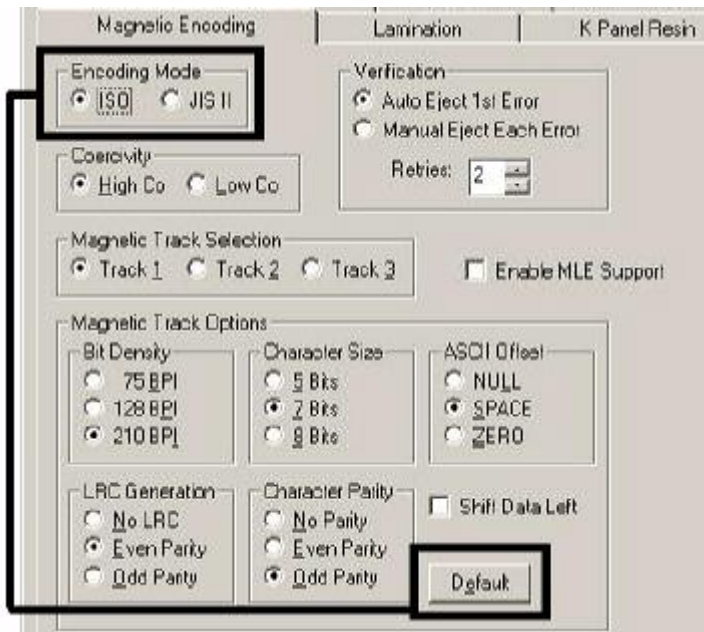 Magnetic Encoding
Lamination
K Panel Resin
Encoding Mode
ISO
JIS II
Verification
Auto Eject 1st Error
Manual Eject Each Error
Retries: 2
Coercivity
High Co
Low Co
Magnetic Track Selection
Track 1
Track 2
Track 3
Enable MLE Support
Magnetic Track Options
Bit Density
75 BPI
128 BPI
210 BPI
Character Size
5 Bits
7 Bits
8 Bits
ASCII Offset
NULL
SPACE
ZERO
LRC Generation
No LRC
Even Parity
Odd Parity
Character Parity
No Parity
Even Parity
Odd Parity
Shift Data Left
Default